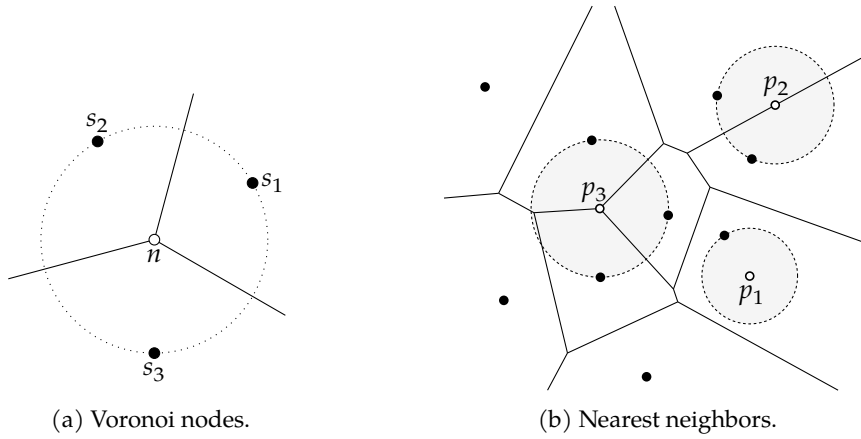 s₂
s₁
n
s₃
p₂
p₃
p₁
(a) Voronoi nodes.
(b) Nearest neighbors.